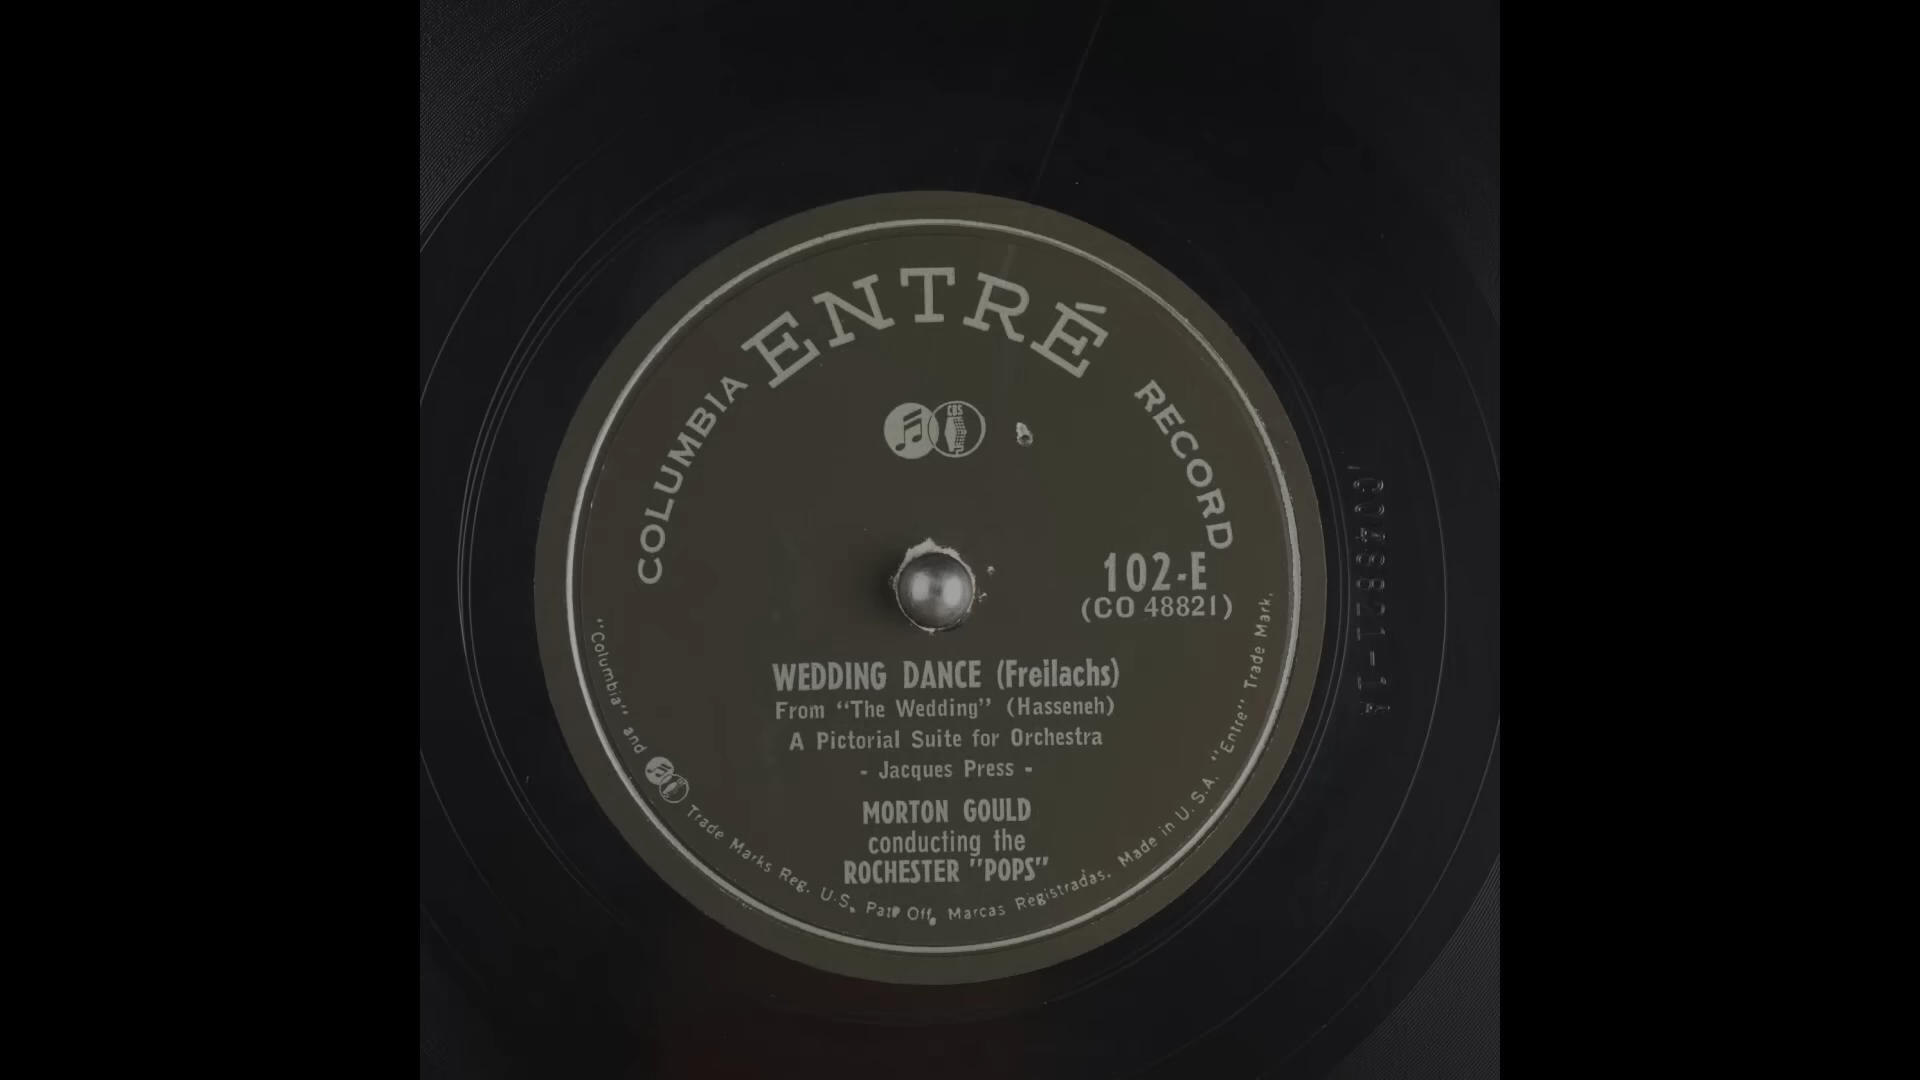 COLUMBIA ENTRÉ RECORD
CBS
102-E
(CO 48821)
WEDDING DANCE (Freilachs)
From “The Wedding” (Hasseneh)
A Pictorial Suite for Orchestra
- Jacques Press -
MORTON GOULD
conducting the
ROCHESTER "POPS"
"Columbia" and Trade Marks Reg. U.S. Pat. Off. Marcas Registradas. Made in U.S.A. "Entre" Trade Mark.
CO48821-1A